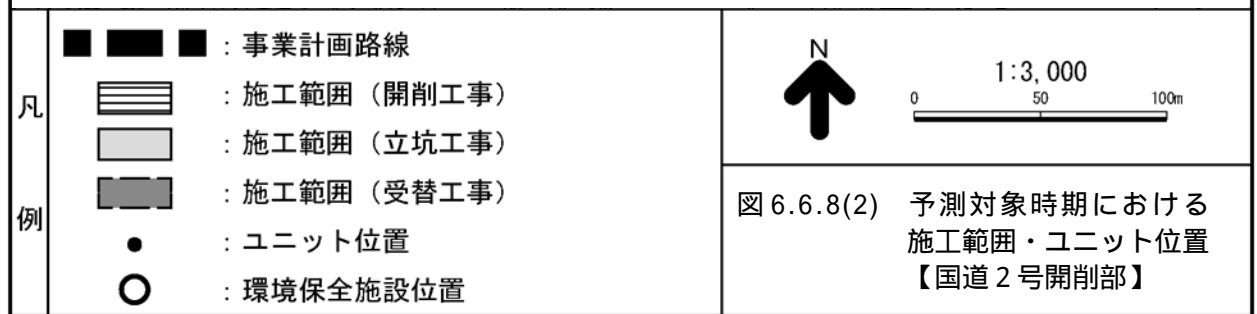 凡例
：事業計画路線
：施工範囲（開削工事）
：施工範囲（立坑工事）
：施工範囲（受替工事）
：ユニット位置
：環境保全施設位置
N
1:3,000
0 50 100m
図6.6.8(2) 予測対象時期における
施工範囲・ユニット位置
【国道2号開削部】